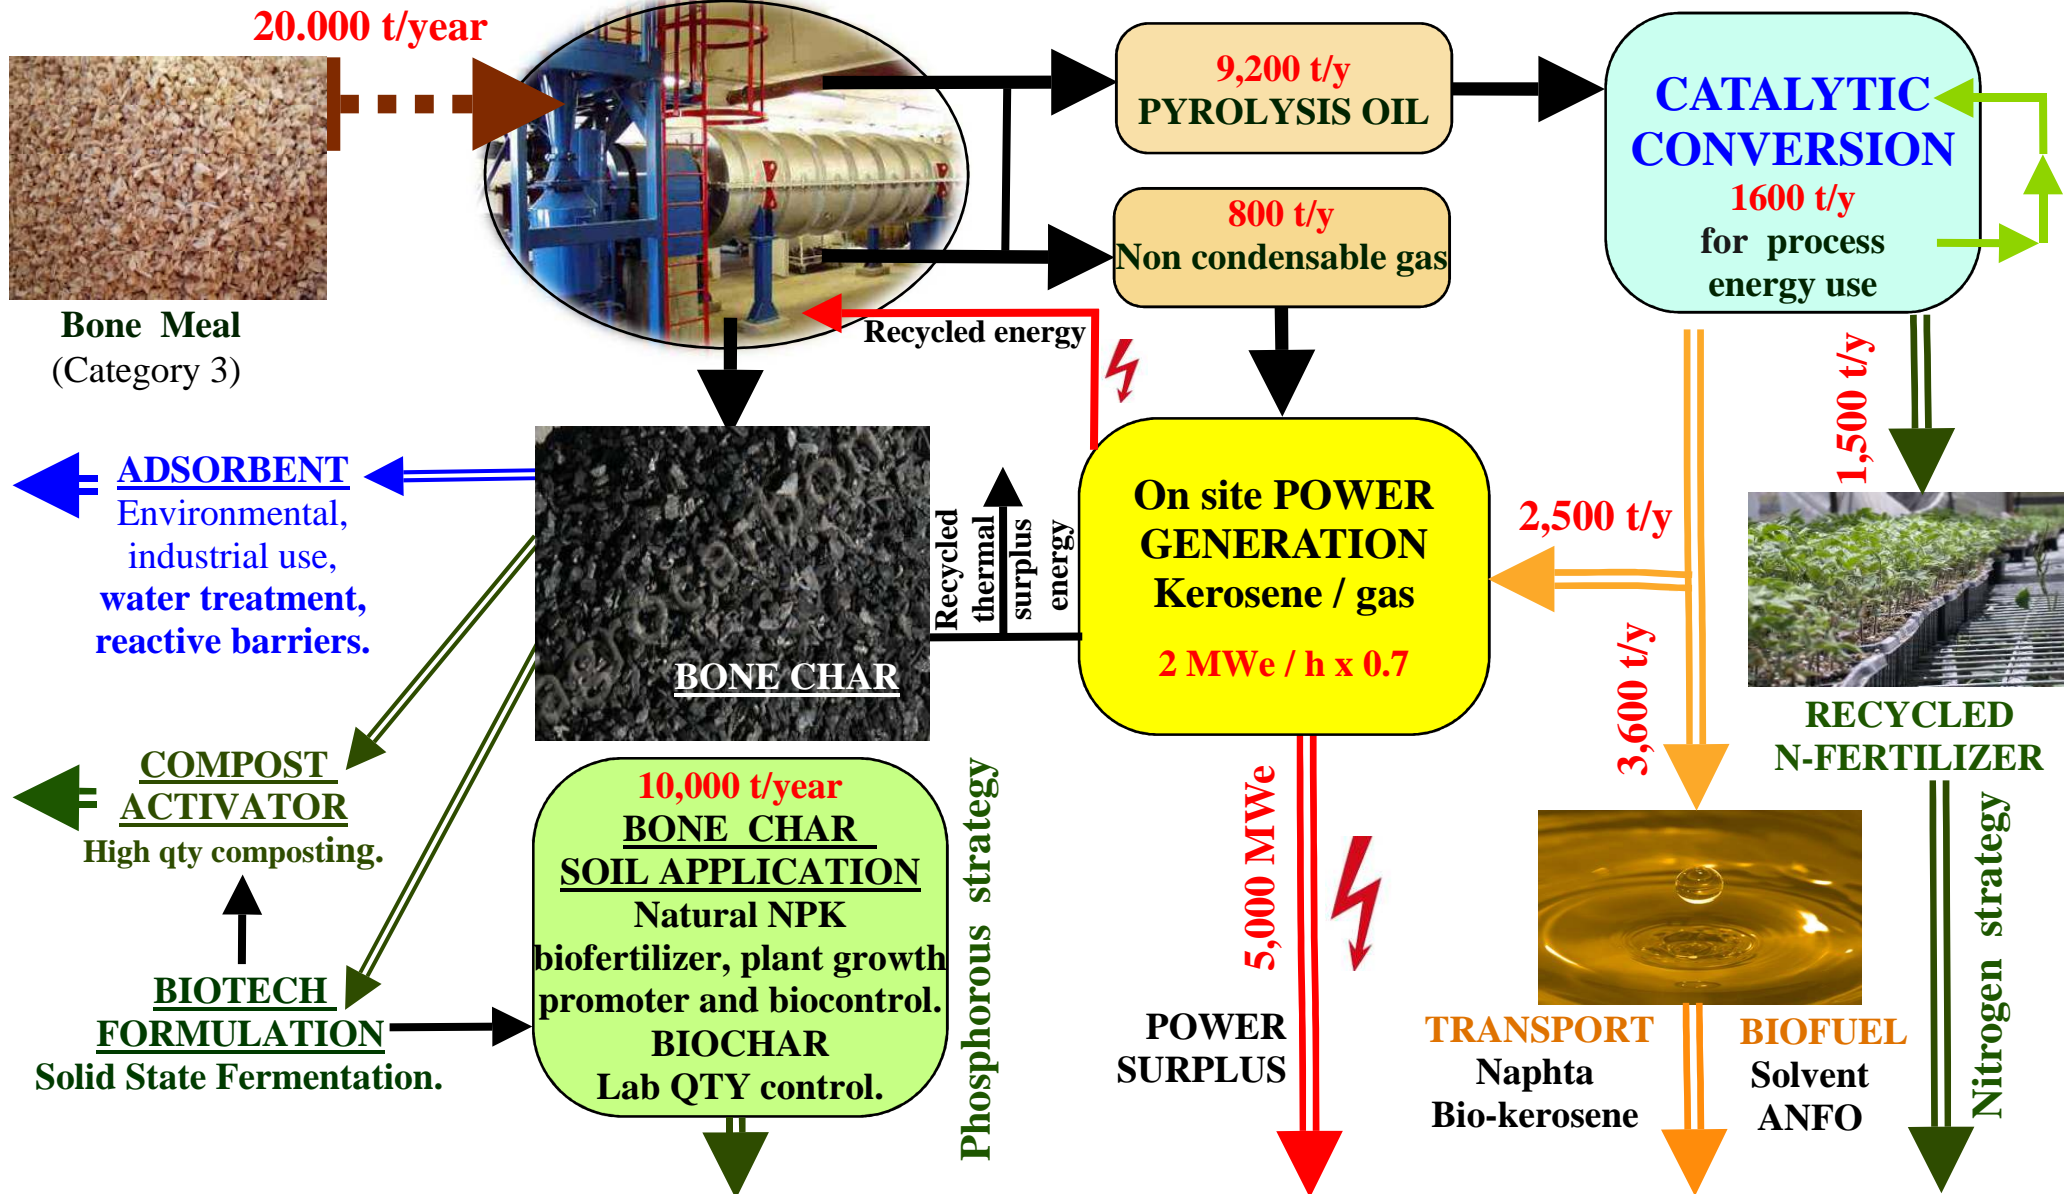 20.000 t/year
Bone Meal
(Category 3)
9,200 t/y
PYROLYSIS OIL
800 t/y
Non condensable gas
CATALYTIC
CONVERSION
1600 t/y
for process
energy use
Recycled energy
ADSORBENT
Environmental,
industrial use,
water treatment,
reactive barriers.
BONE CHAR
Recycled
thermal
surplus
energy
On site POWER
GENERATION
Kerosene / gas
2 MWe / h x 0.7
2,500 t/y
1,500 t/y
3,600 t/y
RECYCLED
N-FERTILIZER
COMPOST
ACTIVATOR
High qty composting.
BIOTECH
FORMULATION
Solid State Fermentation.
10,000 t/year
BONE CHAR
SOIL APPLICATION
Natural NPK
biofertilizer, plant growth
promoter and biocontrol.
BIOCHAR
Lab QTY control.
Phosphorous strategy
5,000 MWe
POWER
SURPLUS
TRANSPORT
Naphta
Bio-kerosene
BIOFUEL
Solvent
ANFO
Nitrogen strategy